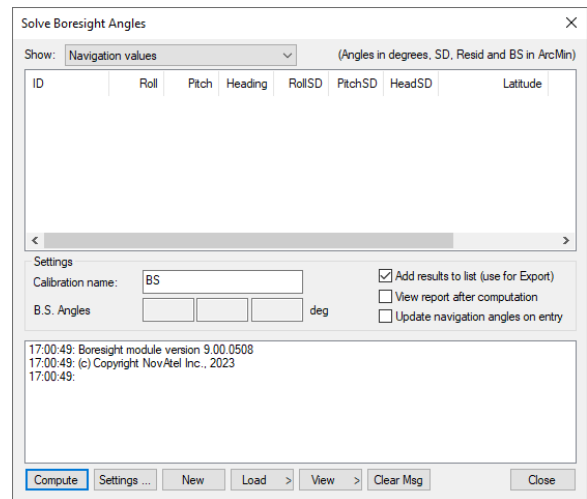 Solve Boresight Angles
Show: Navigation values (Angles in degrees, SD, Resid and BS in ArcMin)
ID Roll Pitch Heading RollSD PitchSD HeadSD Latitude
Settings
Calibration name: BS
B.S. Angles deg
Add results to list (use for Export)
View report after computation
Update navigation angles on entry
17:00:49: Boresight module version 9.00.0508
17:00:49: (c) Copyright NovAtel Inc., 2023
17:00:49:
Compute Settings ... New Load > View > Clear Msg Close